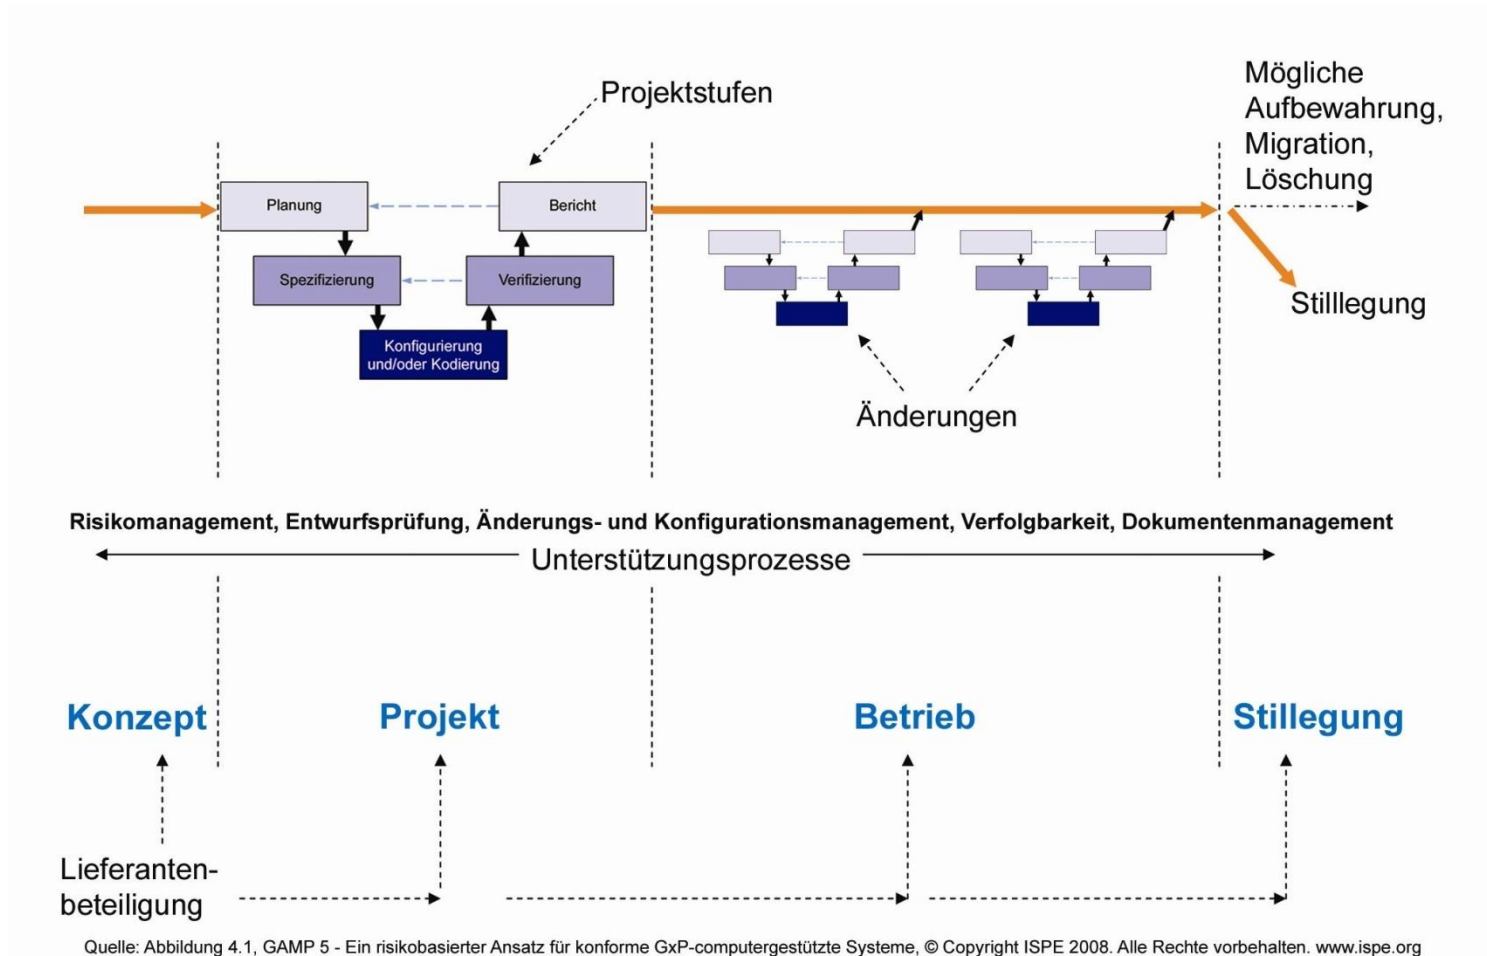 Projektstufen
Mögliche
Aufbewahrung,
Migration,
Löschung
Planung
Bericht
Spezifizierung
Verifizierung
Konfigurierung
und/oder Kodierung
Stilllegung
Änderungen
Risikomanagement, Entwurfsprüfung, Änderungs- und Konfigurationsmanagement, Verfolgbarkeit, Dokumentenmanagement
Unterstützungsprozesse
Konzept
Projekt
Betrieb
Stillegung
Lieferanten-
beteiligung
Quelle: Abbildung 4.1, GAMP 5 - Ein risikobasierter Ansatz für konforme GxP-computergestützte Systeme, © Copyright ISPE 2008. Alle Rechte vorbehalten. www.ispe.org